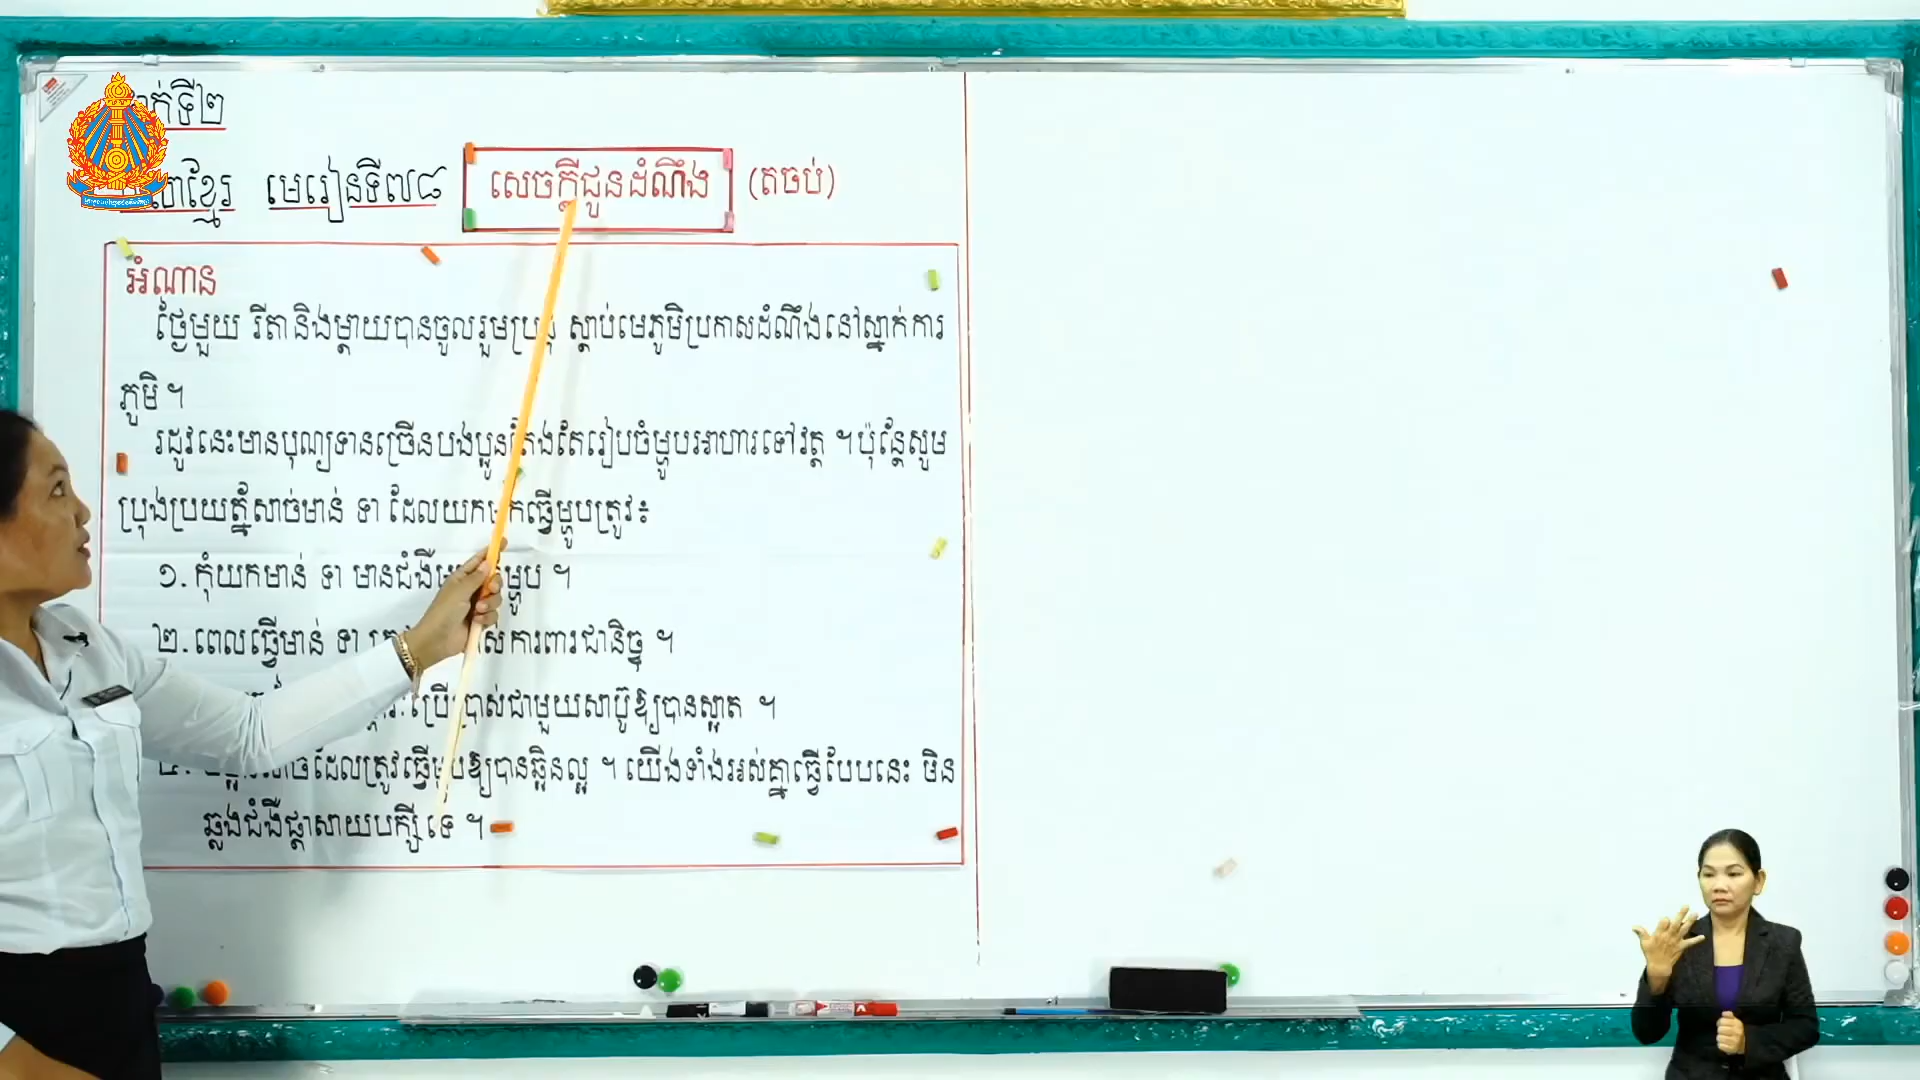 ទី២
ខ្មែរ មេរៀនទី៧៨ សេចក្ដីជូនដំណឹង (តចប់)
អំណាន
ថ្ងៃមួយ រីតានិងម្ដាយបានចូលរួមប្រជុំ ស្ដាប់មេភូមិប្រកាសដំណឹងនៅស្នាក់ការ
ភូមិ ។
រដូវនេះមានបុណ្យទានច្រើនបងប្អូនតែងតែរៀបចំម្ហូបអាហារទៅវត្ត ។ ប៉ុន្តែសូម
ប្រុងប្រយត្ន័សាច់មាន់ ទា ដែលយកមកធ្វើម្ហូបត្រូវ៖
១. កុំយកមាន់ ទា មានជំងឺ ម្ហូប ។
២. ពេលធ្វើមាន់ ទា ការពារជានិច្ច ។
ប្រើប្រាស់ជាមួយសាប៊ូឱ្យបានស្អាត ។
ដែលត្រូវធ្វើម្ហូបឱ្យបានឆ្អិនល្អ ។ យើងទាំងអស់គ្នាធ្វើបែបនេះ មិន
ឆ្លងជំងឺផ្ដាសាយបក្សីទេ ។